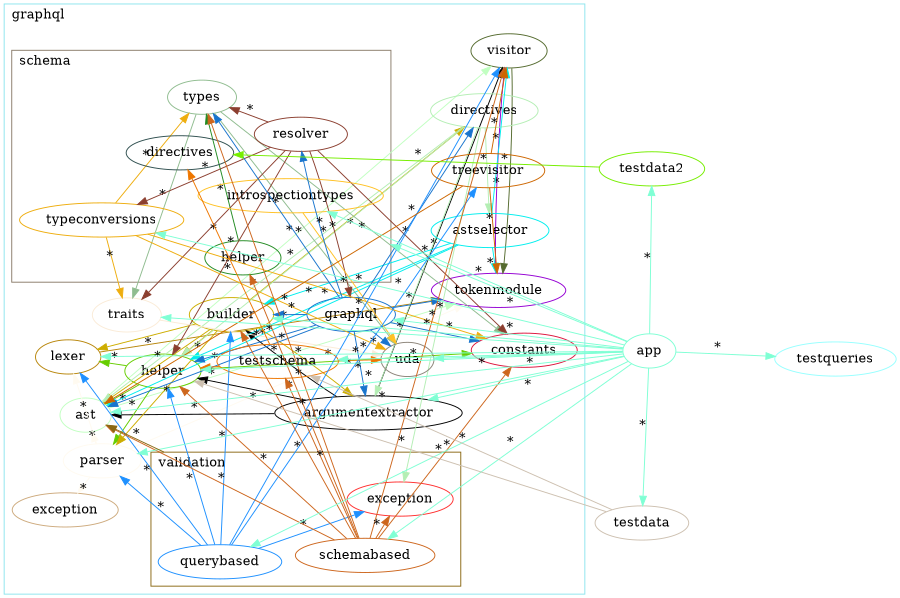 graphql
visitor
schema
types
directives
resolver
directives
testdata2
treevisitor
introspectiontypes
typeconversions
astselector
helper
tokenmodule
traits
builder
graphql
constants
app
lexer
testschema
uda
testqueries
helper
ast
argumentextractor
parser
validation
exception
exception
testdata
schemabased
querybased